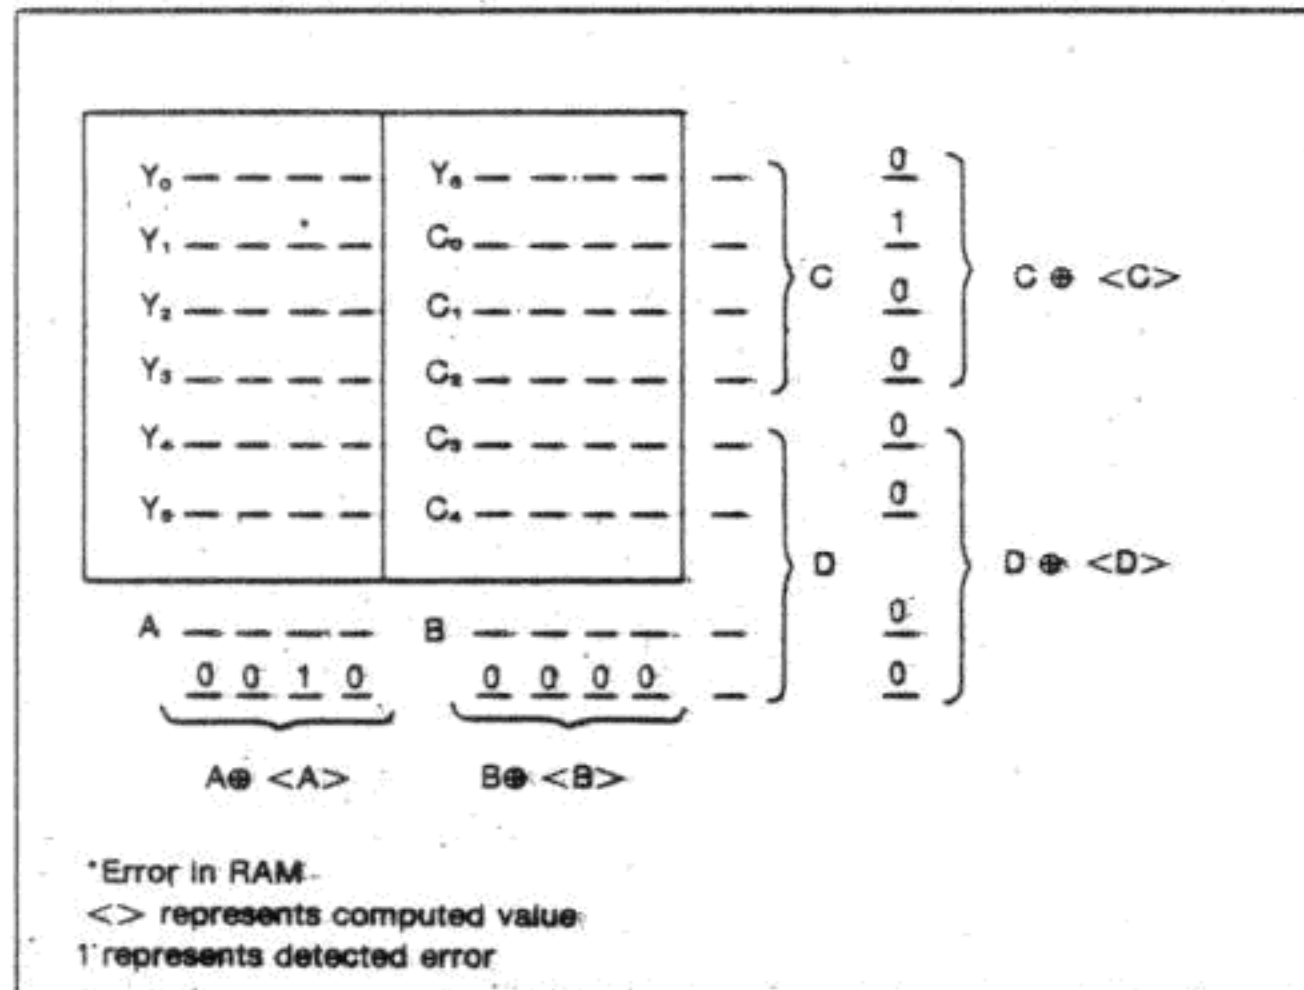 Y₀ Y₆ 0
Y₁ * C₀ 1
C C ⊕ <C>
Y₂ C₁ 0
Y₃ C₂ 0
Y₄ C₃ 0
Y₅ C₄ 0
D D ⊕ <D>
A B 0
0 0 1 0 0 0 0 0 0
A⊕ <A> B⊕ <B>
*Error in RAM
<> represents computed value
1 represents detected error